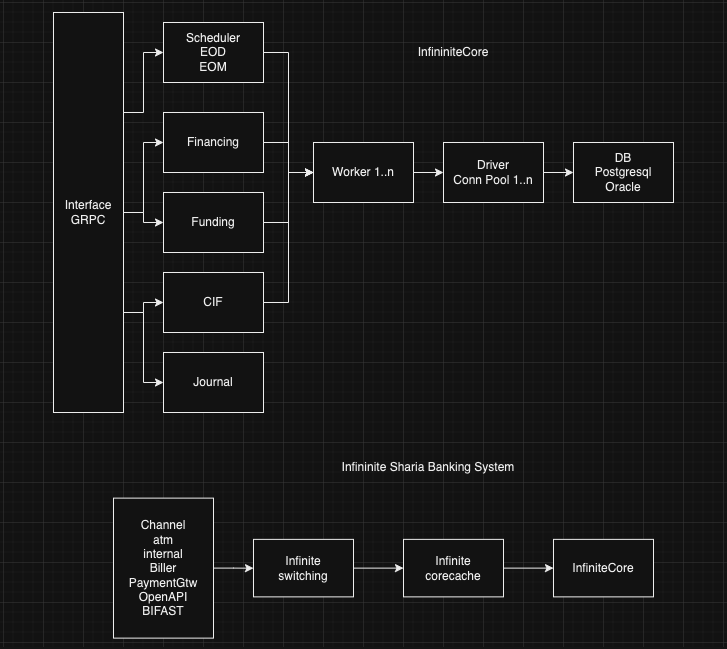 InfininiteCore
Interface
GRPC
Scheduler
EOD
EOM
Financing
Funding
CIF
Journal
Worker 1..n
Driver
Conn Pool 1..n
DB
Postgresql
Oracle
Infininite Sharia Banking System
Channel
atm
internal
Biller
PaymentGtw
OpenAPI
BIFAST
Infinite
switching
Infinite
corecache
InfiniteCore